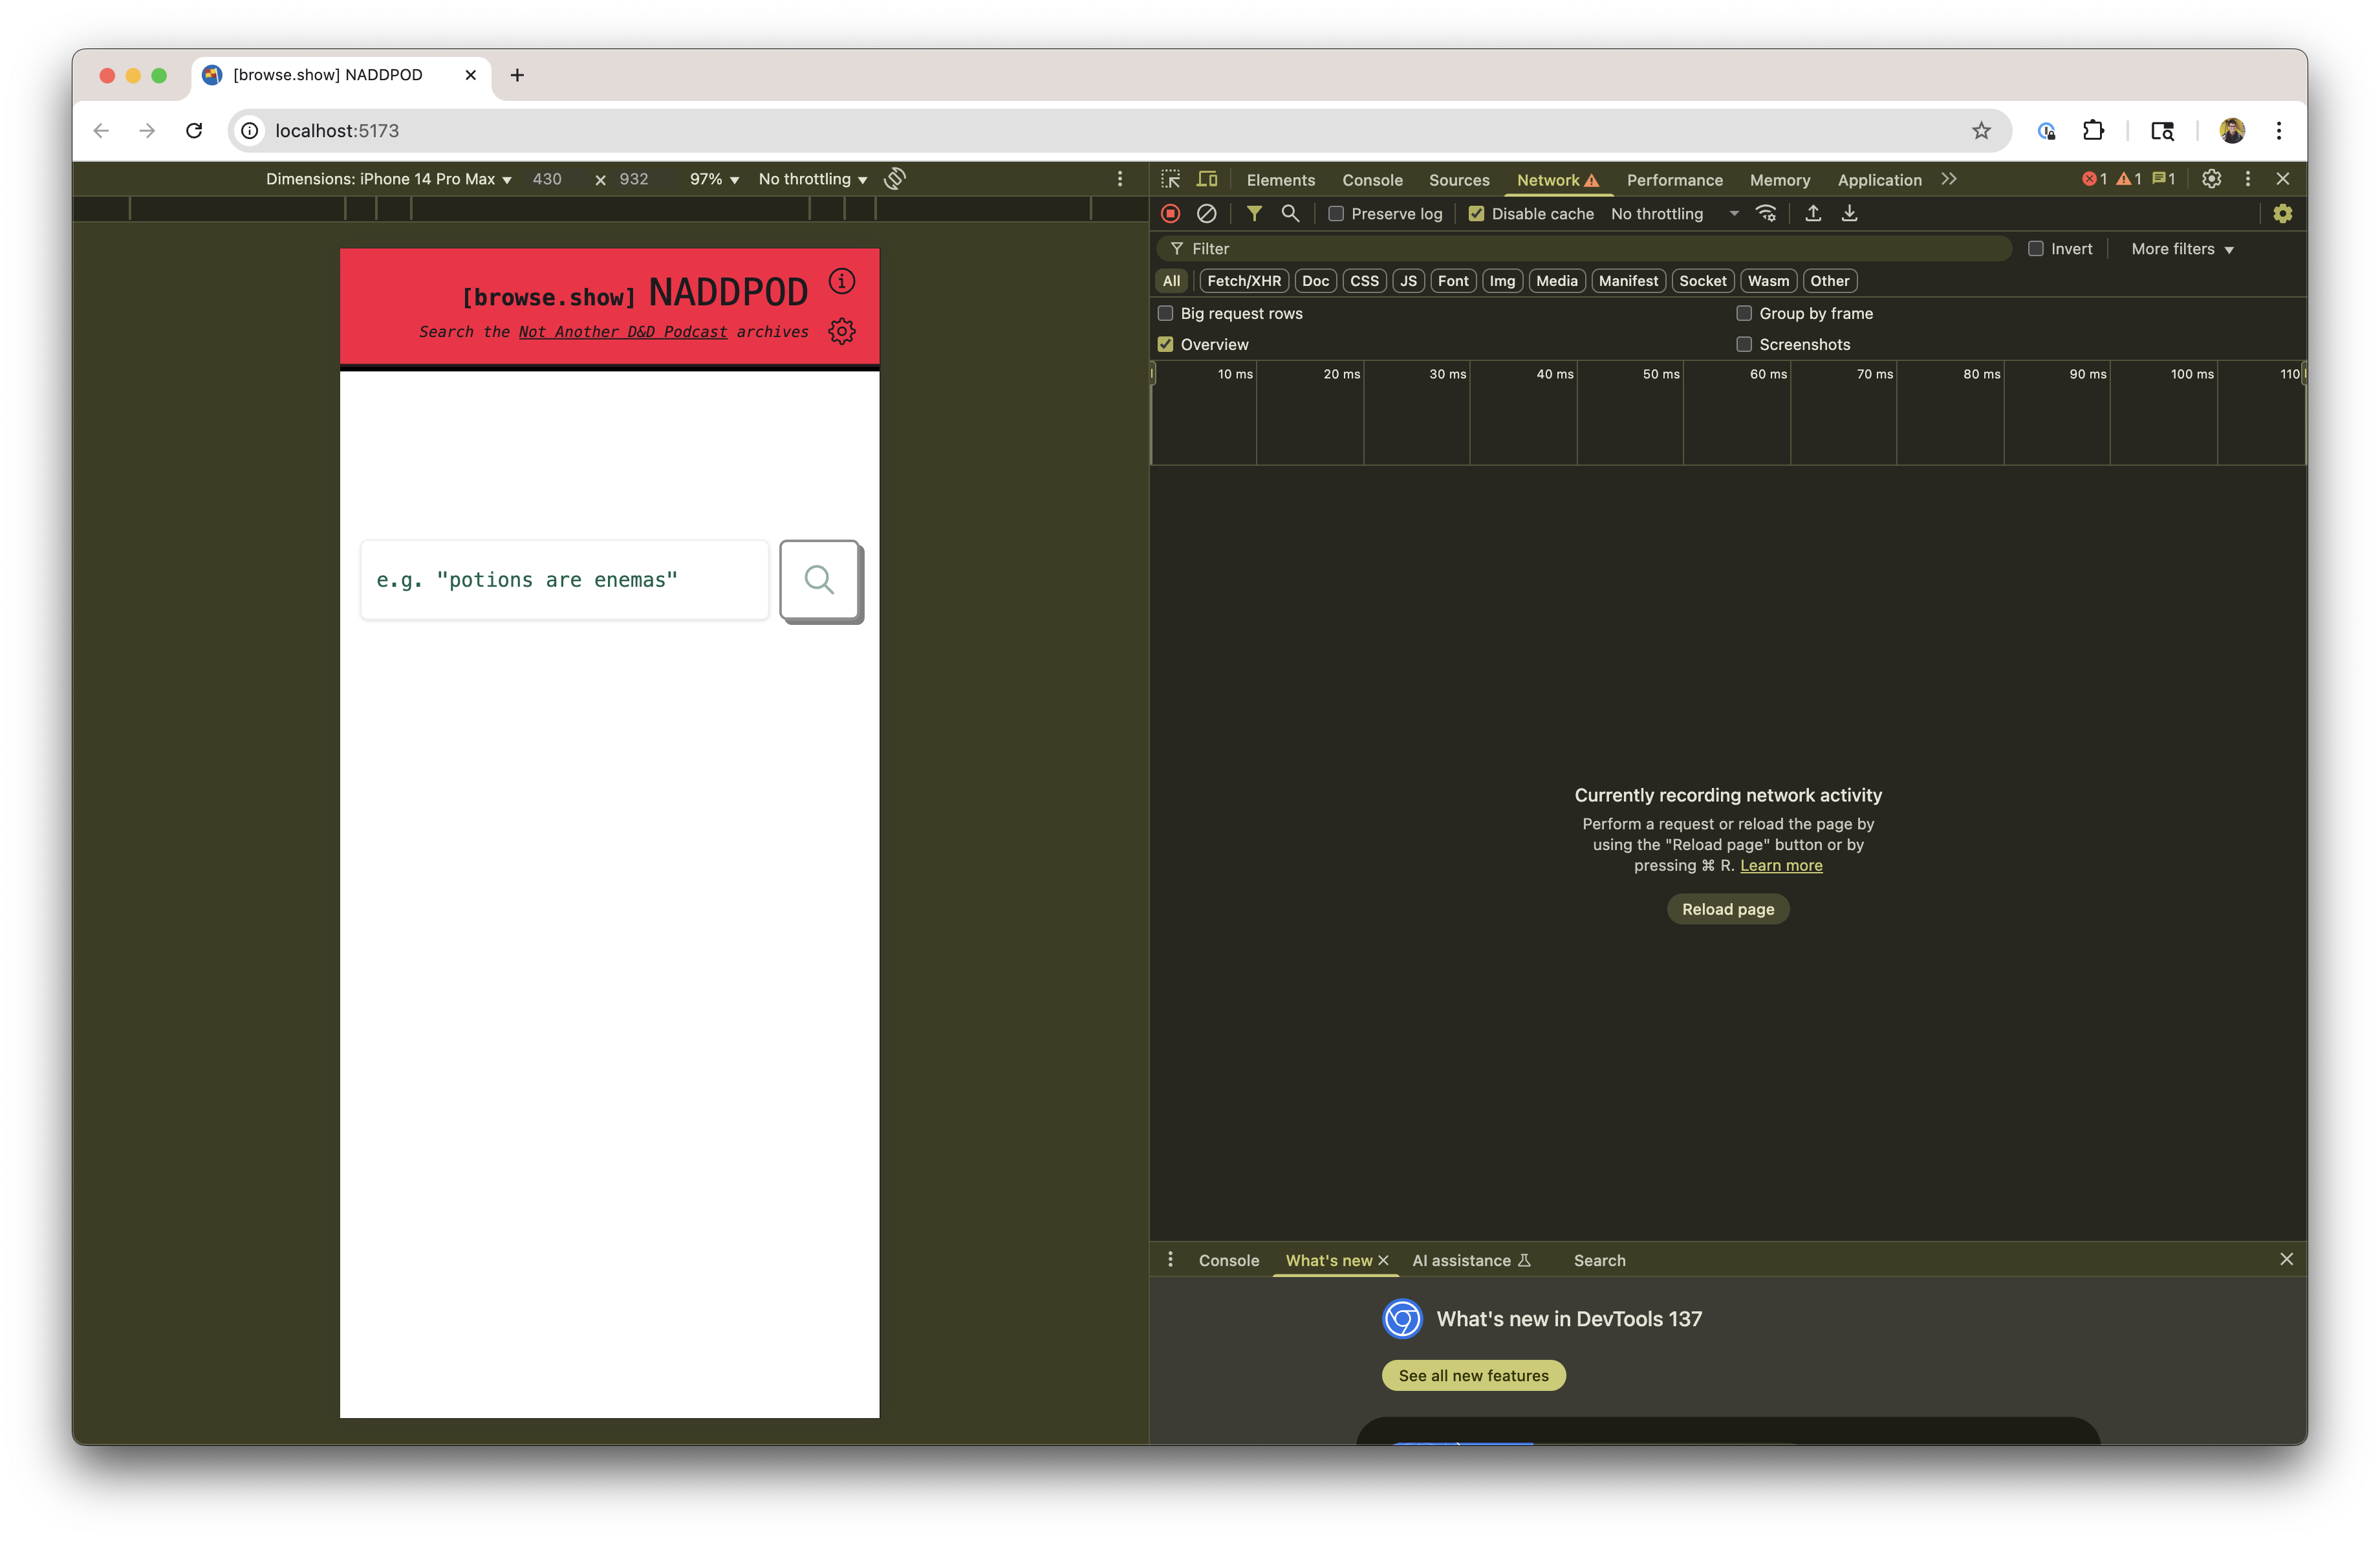 [browse.show] NADDPOD
localhost:5173
Dimensions: iPhone 14 Pro Max 430 × 932 97% No throttling
[browse.show] NADDPOD
Search the Not Another D&D Podcast archives
e.g. "potions are enemas"
Elements Console Sources Network Performance Memory Application 1 1 1
Preserve log Disable cache No throttling
Filter Invert More filters
All Fetch/XHR Doc CSS JS Font Img Media Manifest Socket Wasm Other
Big request rows Group by frame
Overview Screenshots
10 ms 20 ms 30 ms 40 ms 50 ms 60 ms 70 ms 80 ms 90 ms 100 ms 110
Currently recording network activity
Perform a request or reload the page by
using the "Reload page" button or by
pressing ⌘ R. Learn more
Reload page
Console What's new AI assistance Search
What's new in DevTools 137
See all new features